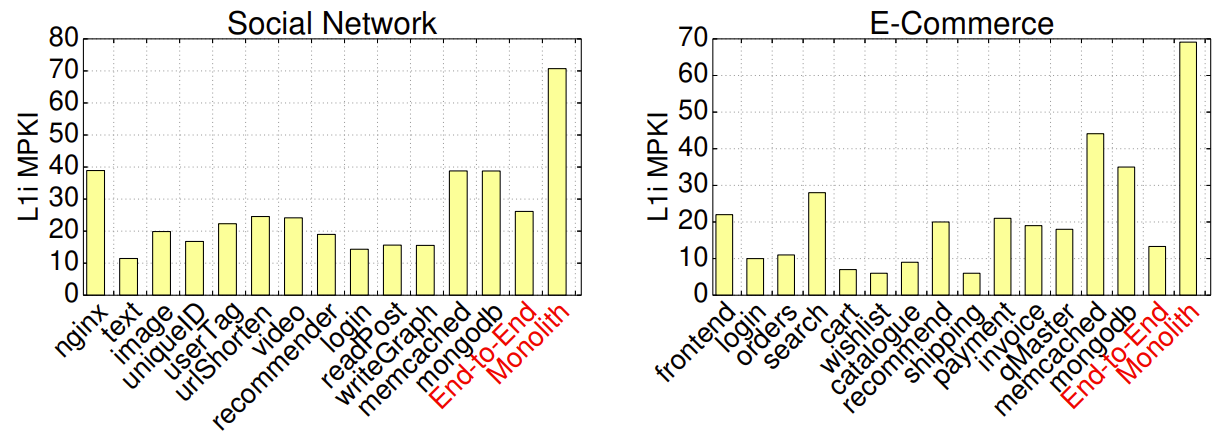 Social Network
L1i MPKI
80
70
60
50
40
30
20
10
0
nginx
text
image
uniqueID
userTag
urlShorten
video
recommender
login
readPost
writeGraph
memcached
mongodb
End-to-End
Monolith
E-Commerce
L1i MPKI
70
60
50
40
30
20
10
0
frontend
login
orders
search
cart
wishlist
catalogue
recommend
shipping
payment
invoice
qMaster
memcached
mongodb
End-to-End
Monolith